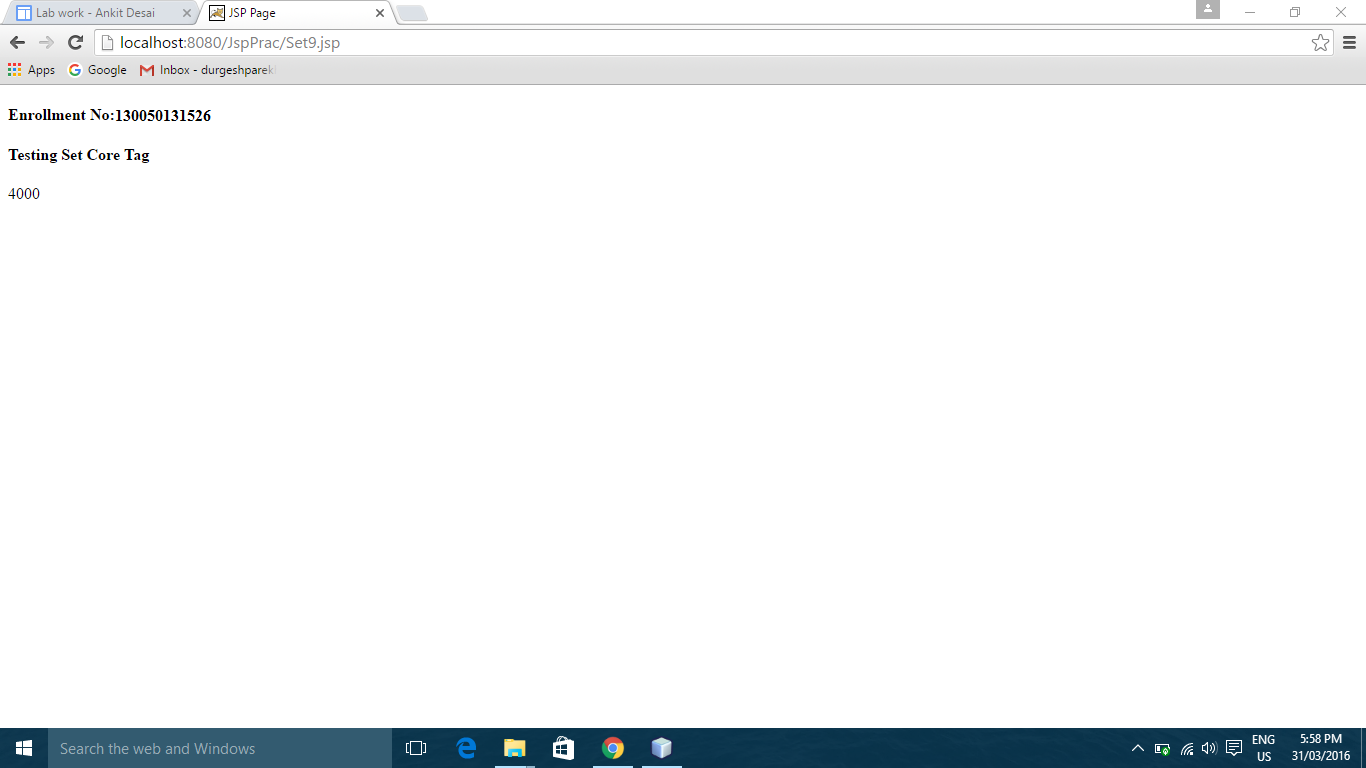 Lab work - Ankit Desai
JSP Page
localhost:8080/JspPrac/Set9.jsp
Apps
Google
Inbox - durgeshparek
Enrollment No:130050131526
Testing Set Core Tag
4000
Search the web and Windows
ENG
US
5:58 PM
31/03/2016